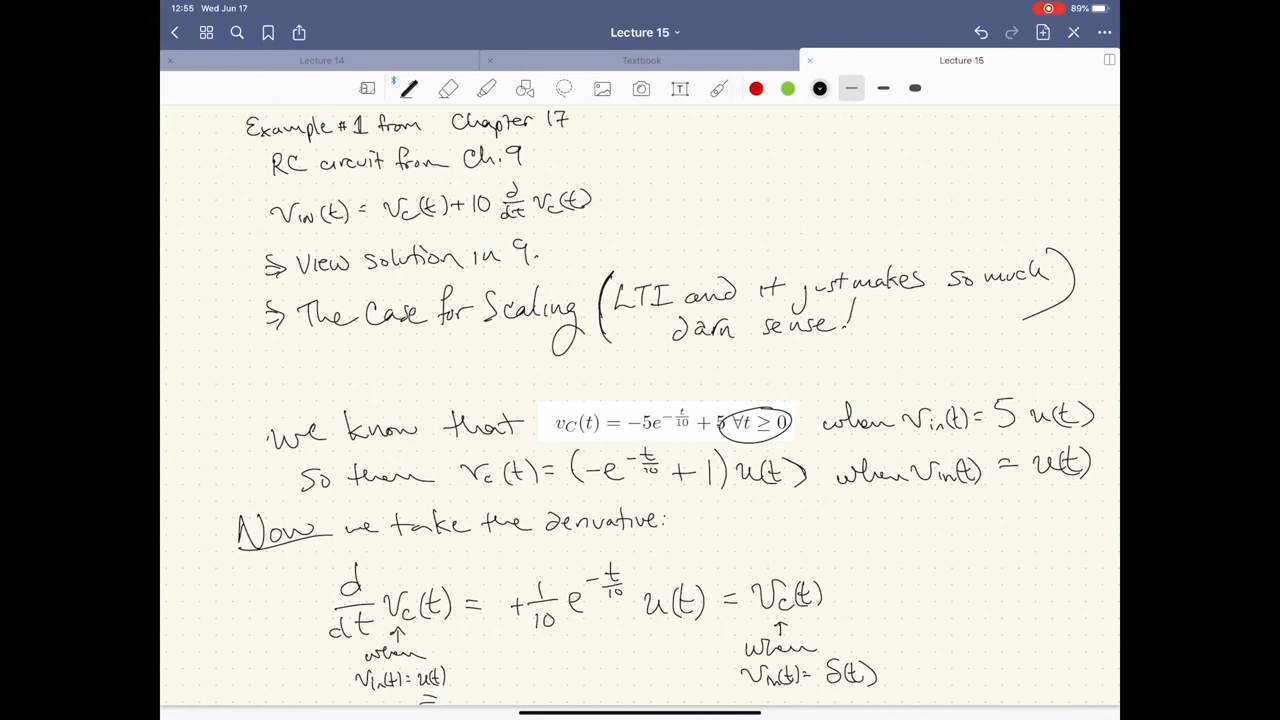 12:55 Wed Jun 17
89%
Lecture 15
Lecture 14
Textbook
Lecture 15
Example #1 from Chapter 17
RC circuit from Ch.9
Vin(t) = Vc(t) + 10 d/dt Vc(t)
⇒ View solution in 9.
⇒ The Case for Scaling (LTI and it just makes so much darn sense!)
we know that vC(t) = −5e^(−t/10) + 5 ∀t ≥ 0 when Vin(t) = 5 u(t)
So then Vc(t) = (−e^(−t/10) + 1) u(t) when Vin(t) = u(t)
Now we take the derivative:
d/dt Vc(t) = +1/10 e^(−t/10) u(t) = Vc(t)
↑ ↑
when when
Vin(t) = u(t) Vin(t) = δ(t)